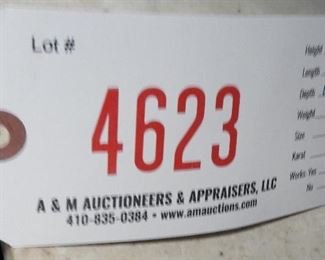 Lot #
4623
A & M AUCTIONEERS & APPRAISERS, LLC
410-835-0384 • www.amauctions.com
Height
Length
Depth
Weight
Size
Karat
Works: Yes
No